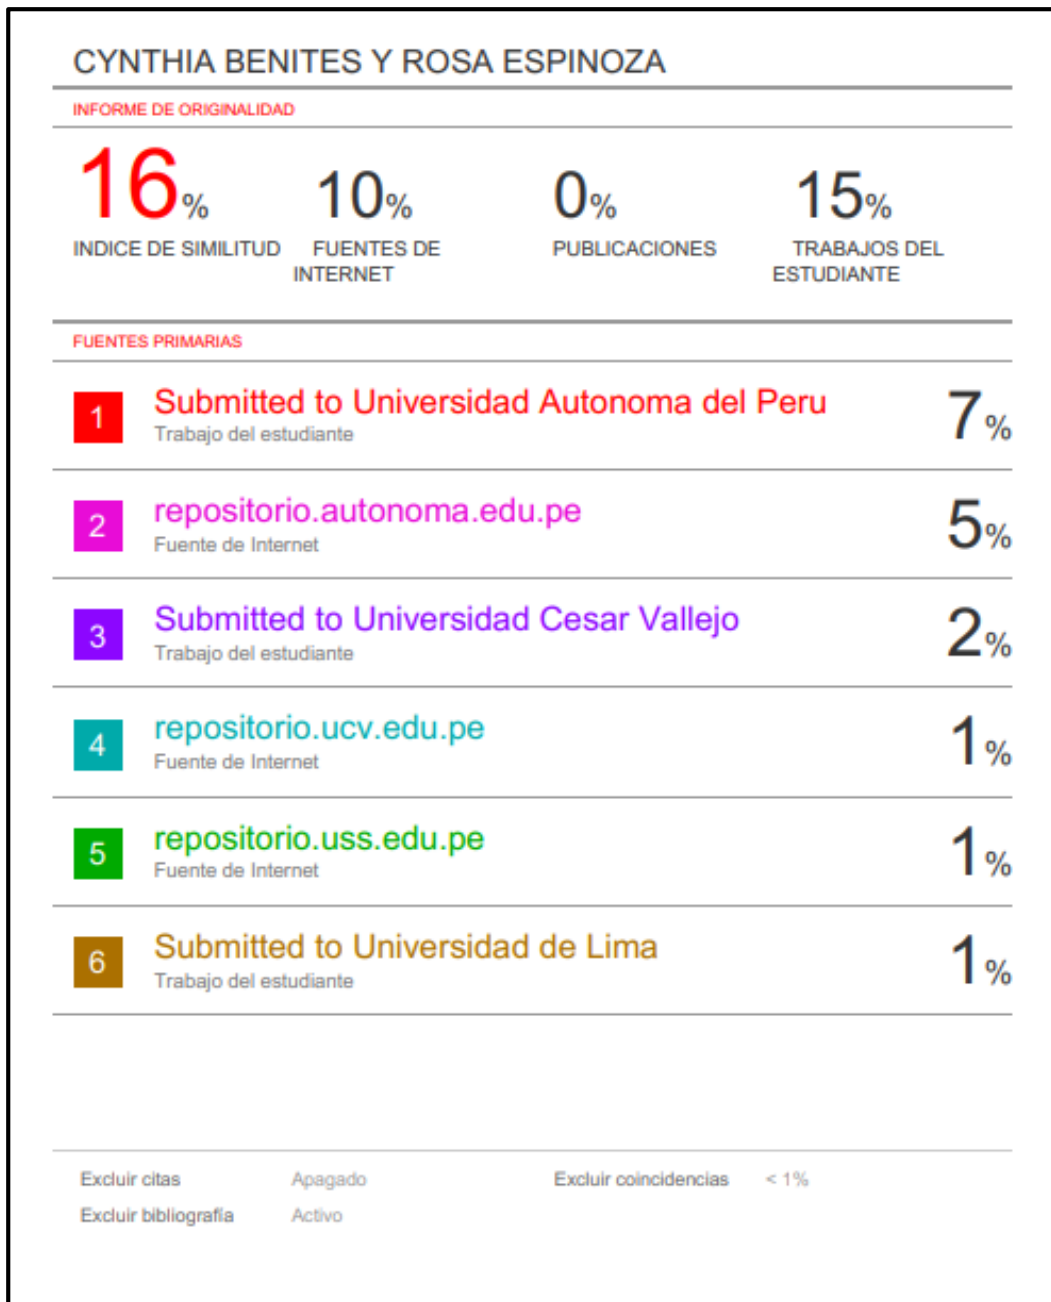 CYNTHIA BENITES Y ROSA ESPINOZA
INFORME DE ORIGINALIDAD
16% 10% 0% 15%
INDICE DE SIMILITUD FUENTES DE PUBLICACIONES TRABAJOS DEL
INTERNET ESTUDIANTE
FUENTES PRIMARIAS
1 Submitted to Universidad Autonoma del Peru 7%
Trabajo del estudiante
2 repositorio.autonoma.edu.pe 5%
Fuente de Internet
3 Submitted to Universidad Cesar Vallejo 2%
Trabajo del estudiante
4 repositorio.ucv.edu.pe 1%
Fuente de Internet
5 repositorio.uss.edu.pe 1%
Fuente de Internet
6 Submitted to Universidad de Lima 1%
Trabajo del estudiante
Excluir citas Apagado Excluir coincidencias < 1%
Excluir bibliografía Activo